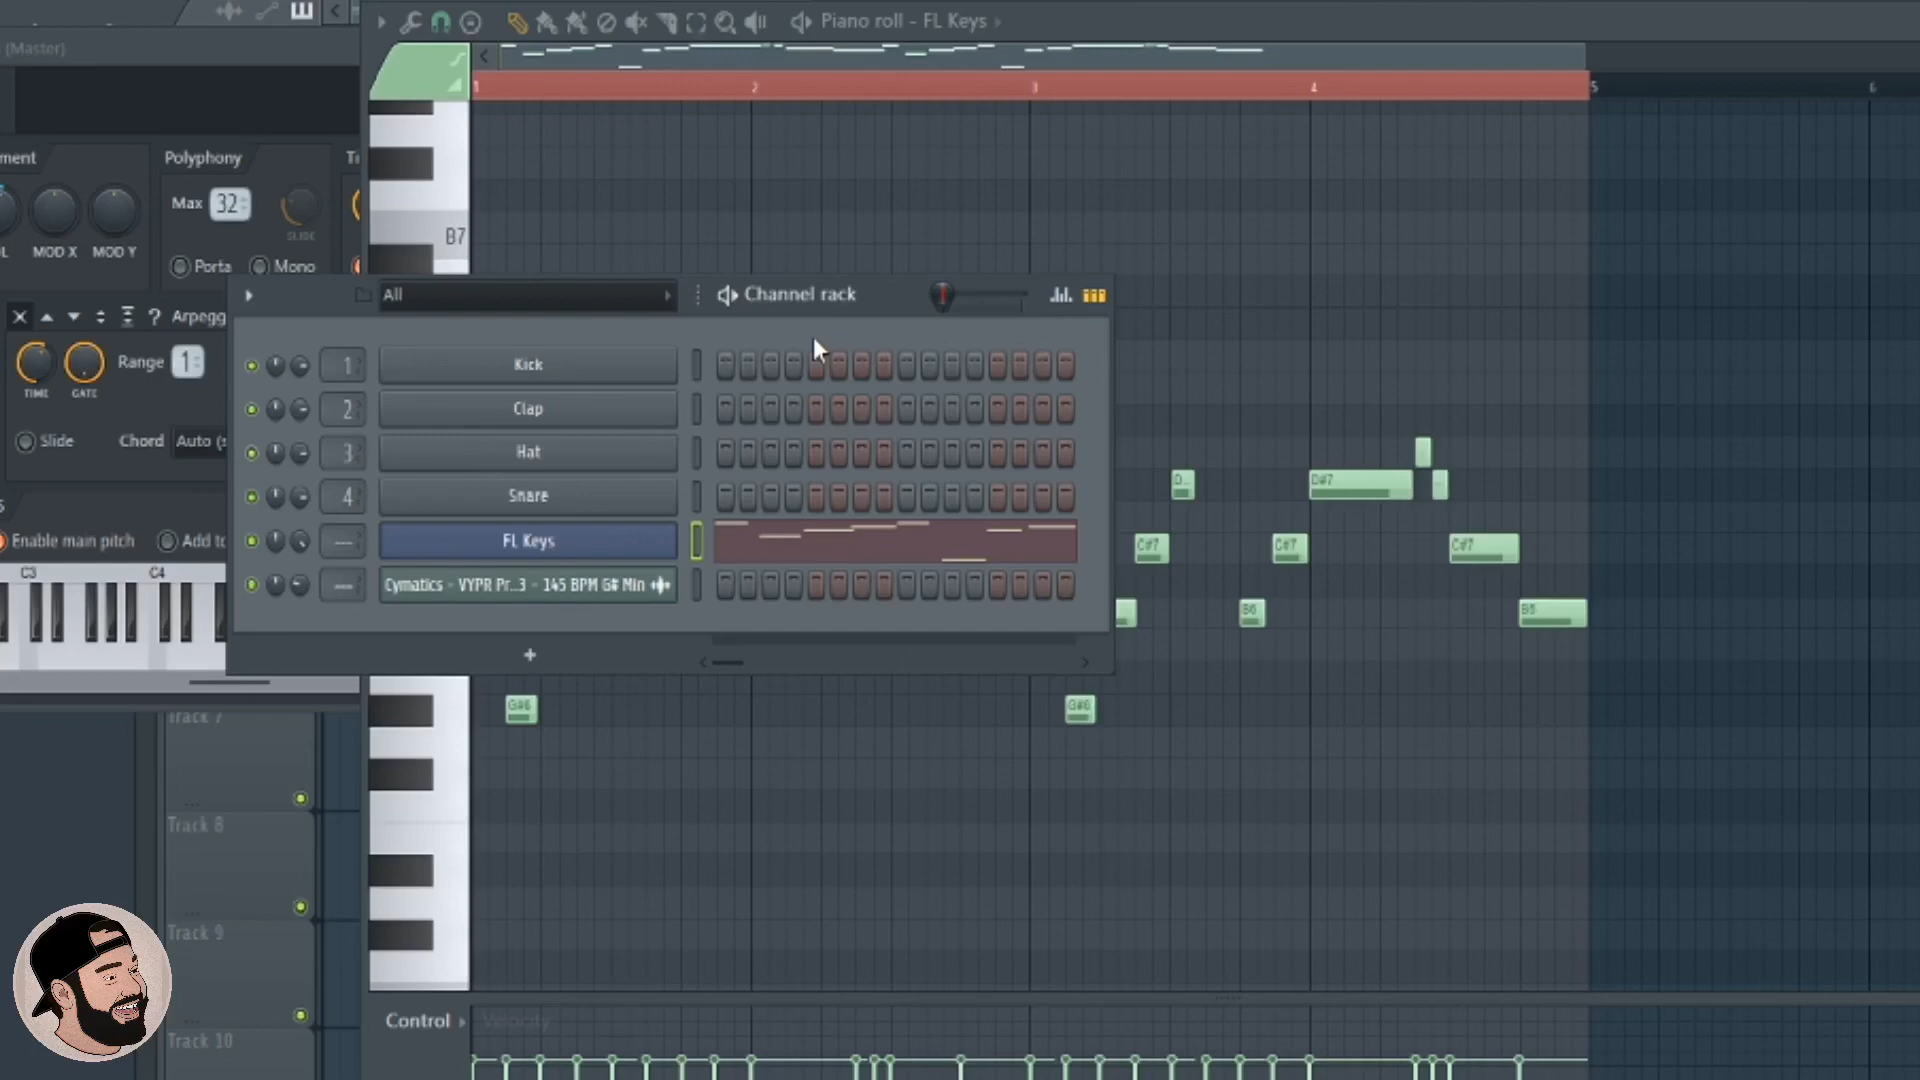 (Master)
Piano roll - FL Keys
1 2 3 4 5 6
ment Polyphony
Max 32
SLIDE
L MOD X MOD Y
Porta Mono
B7
All Channel rack
Arpegg
Range 1
TIME GATE
Slide Chord Auto (s
1 Kick
2 Clap
3 Hat
4 Snare
--- FL Keys
--- Cymatics - VYPR Pr...3 - 145 BPM G# Min
Enable main pitch Add to
C3 C4
+
D... D#7
C#7 C#7 C#7
B6 B6
G#6 G#6
Track 7
...
Track 8
...
Track 9
...
Track 10
Control Velocity